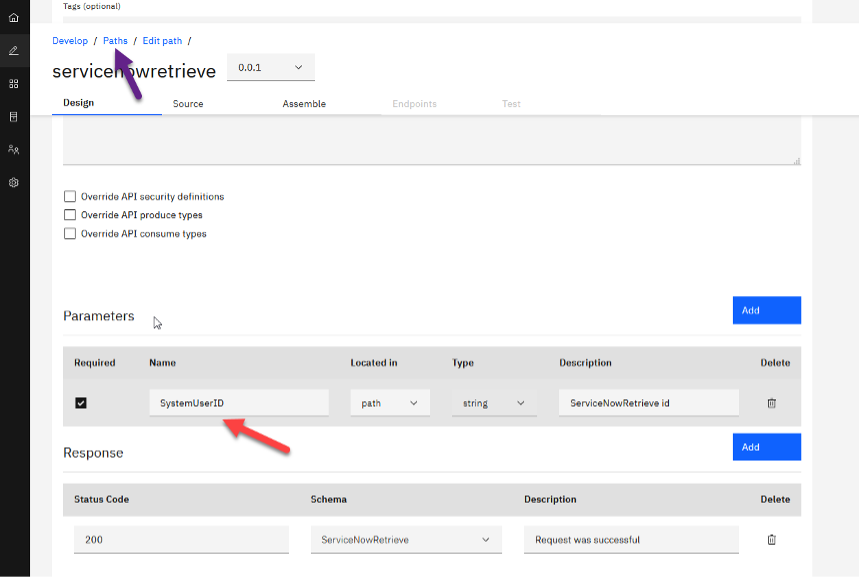 Tags (optional)
Develop / Paths / Edit path /
servicenowretrieve 0.0.1
Design Source Assemble Endpoints Test
Override API security definitions
Override API produce types
Override API consume types
Parameters Add
Required Name Located in Type Description Delete
SystemUserID path string ServiceNowRetrieve id
Response Add
Status Code Schema Description Delete
200 ServiceNowRetrieve Request was successful